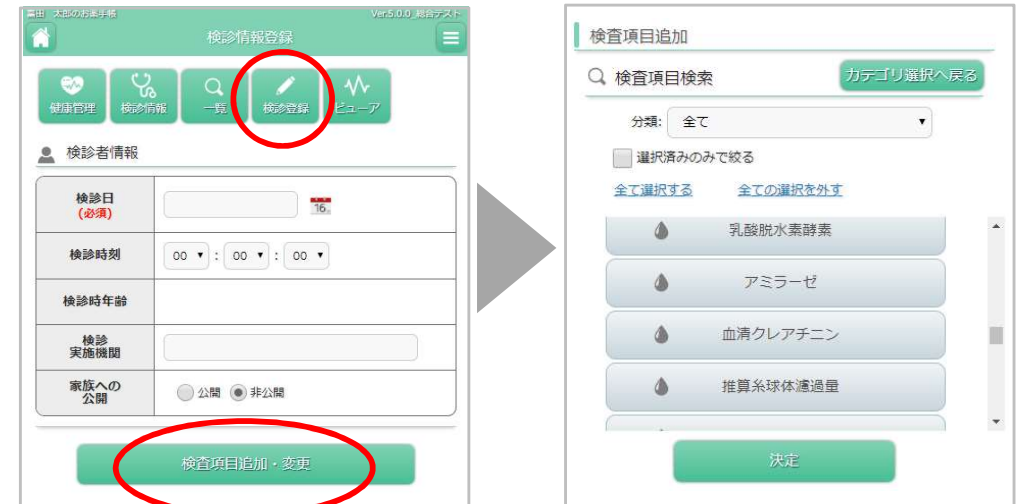 富田 太郎のお薬手帳
Ver.5.0.0_総合テスト
検診情報登録
健康管理
検診情報
一覧
検診登録
ビューア
検診者情報
検診日
(必須)
16
検診時刻
00 : 00 : 00
検診時年齢
検診
実施機関
家族への
公開
公開 非公開
検査項目追加・変更
検査項目追加
検査項目検索
カテゴリ選択へ戻る
分類: 全て
選択済みのみで絞る
全て選択する 全ての選択を外す
乳酸脱水素酵素
アミラーゼ
血清クレアチニン
推算糸球体濾過量
決定